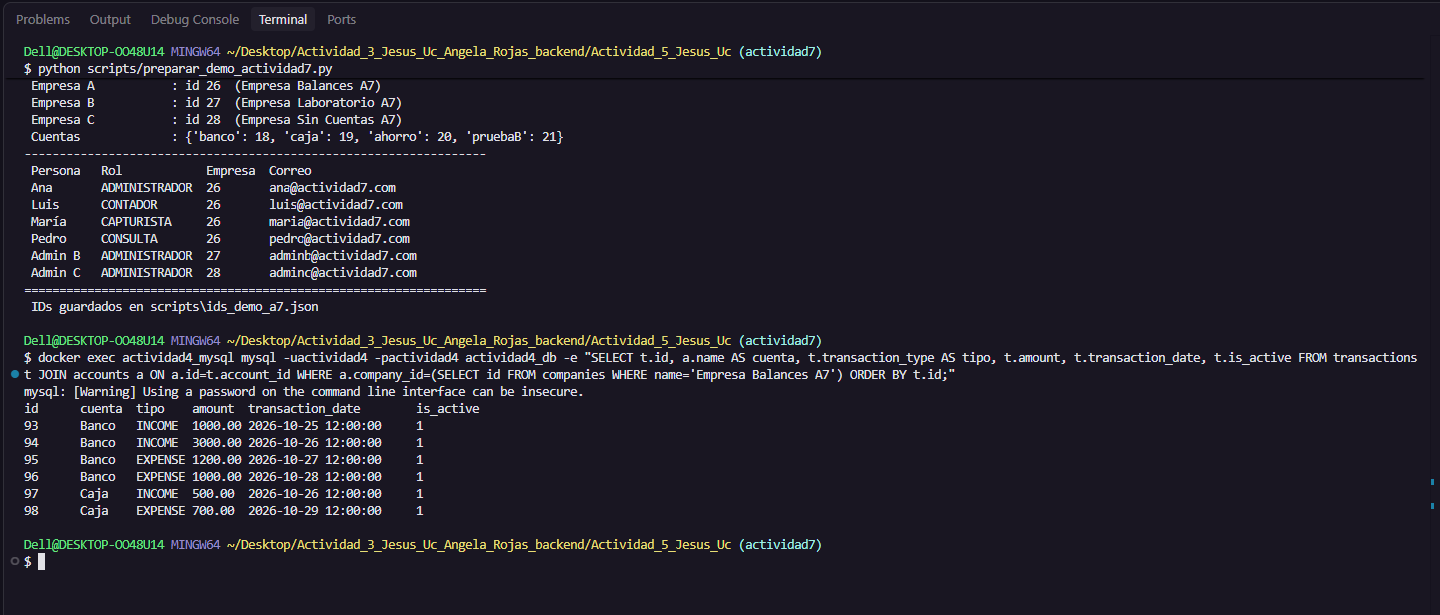 Problems Output Debug Console Terminal Ports
Dell@DESKTOP-OO48U14 MINGW64 ~/Desktop/Actividad_3_Jesus_Uc_Angela_Rojas_backend/Actividad_5_Jesus_Uc (actividad7)
$ python scripts/preparar_demo_actividad7.py
Empresa A : id 26 (Empresa Balances A7)
Empresa B : id 27 (Empresa Laboratorio A7)
Empresa C : id 28 (Empresa Sin Cuentas A7)
Cuentas : {'banco': 18, 'caja': 19, 'ahorro': 20, 'pruebaB': 21}
------------------------------------------------------------------
Persona Rol Empresa Correo
Ana ADMINISTRADOR 26 ana@actividad7.com
Luis CONTADOR 26 luis@actividad7.com
María CAPTURISTA 26 maria@actividad7.com
Pedro CONSULTA 26 pedro@actividad7.com
Admin B ADMINISTRADOR 27 adminb@actividad7.com
Admin C ADMINISTRADOR 28 adminc@actividad7.com
==================================================================
IDs guardados en scripts\ids_demo_a7.json
Dell@DESKTOP-OO48U14 MINGW64 ~/Desktop/Actividad_3_Jesus_Uc_Angela_Rojas_backend/Actividad_5_Jesus_Uc (actividad7)
$ docker exec actividad4_mysql mysql -uactividad4 -pactividad4 actividad4_db -e "SELECT t.id, a.name AS cuenta, t.transaction_type AS tipo, t.amount, t.transaction_date, t.is_active FROM transactions
t JOIN accounts a ON a.id=t.account_id WHERE a.company_id=(SELECT id FROM companies WHERE name='Empresa Balances A7') ORDER BY t.id;"
mysql: [Warning] Using a password on the command line interface can be insecure.
id cuenta tipo amount transaction_date is_active
93 Banco INCOME 1000.00 2026-10-25 12:00:00 1
94 Banco INCOME 3000.00 2026-10-26 12:00:00 1
95 Banco EXPENSE 1200.00 2026-10-27 12:00:00 1
96 Banco EXPENSE 1000.00 2026-10-28 12:00:00 1
97 Caja INCOME 500.00 2026-10-26 12:00:00 1
98 Caja EXPENSE 700.00 2026-10-29 12:00:00 1
Dell@DESKTOP-OO48U14 MINGW64 ~/Desktop/Actividad_3_Jesus_Uc_Angela_Rojas_backend/Actividad_5_Jesus_Uc (actividad7)
$